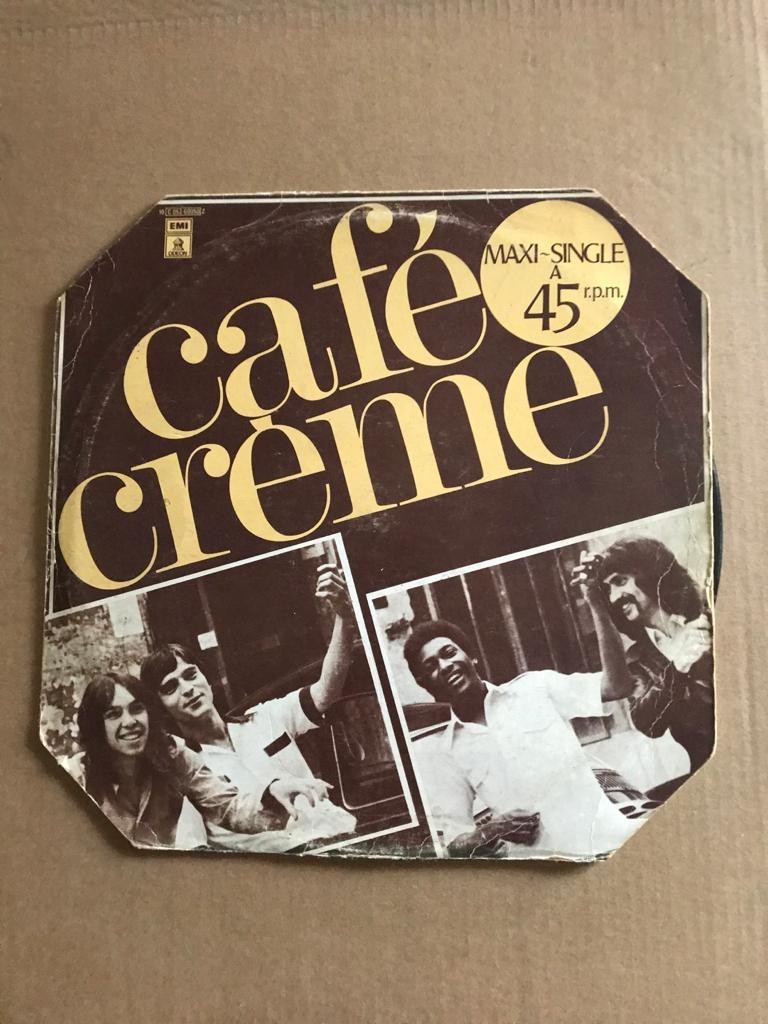 EMI
ODEON
café
crème
MAXI~SINGLE
A
45 r.p.m.